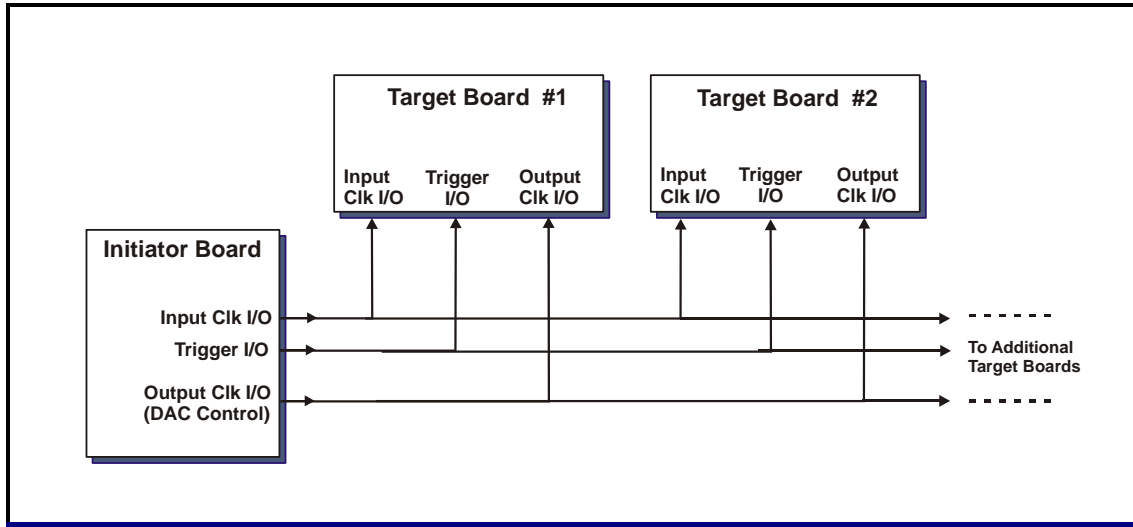 Target Board #1
Input
Clk I/O
Trigger
I/O
Output
Clk I/O
Target Board #2
Input
Clk I/O
Trigger
I/O
Output
Clk I/O
Initiator Board
Input Clk I/O
Trigger I/O
Output Clk I/O
(DAC Control)
To Additional
Target Boards